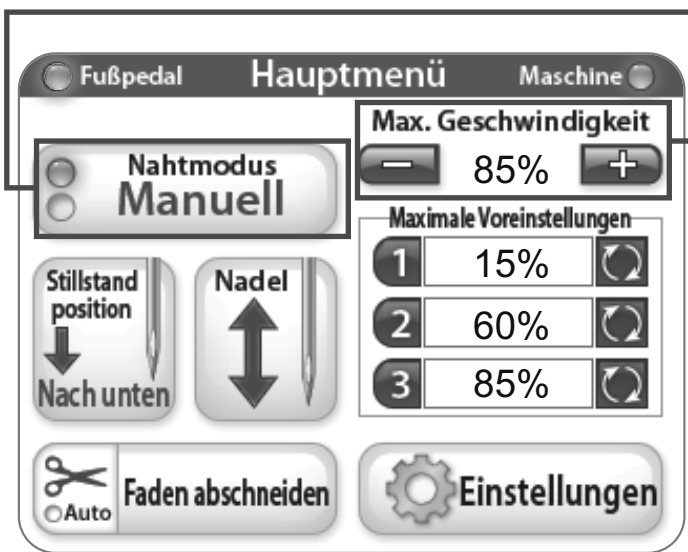 Fußpedal
Hauptmenü
Maschine
Nahtmodus
Manuell
Max. Geschwindigkeit
85%
Maximale Voreinstellungen
1 15%
2 60%
3 85%
Stillstand
position
Nach unten
Nadel
Auto
Faden abschneiden
Einstellungen